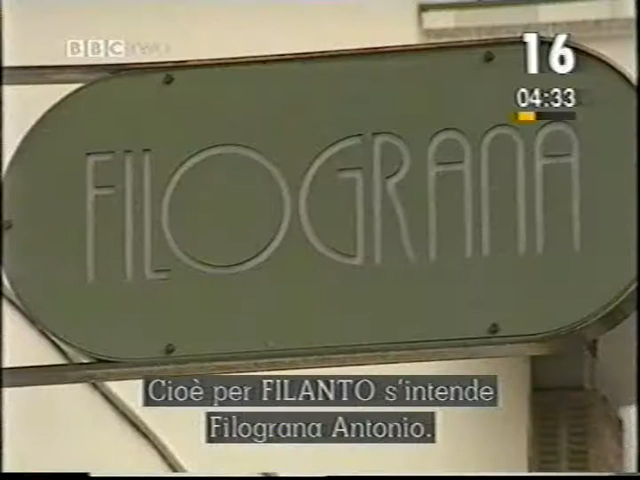 BBC TWO
16
04:33
FILOGRANA
Cioè per FILANTO s'intende
Filograna Antonio.